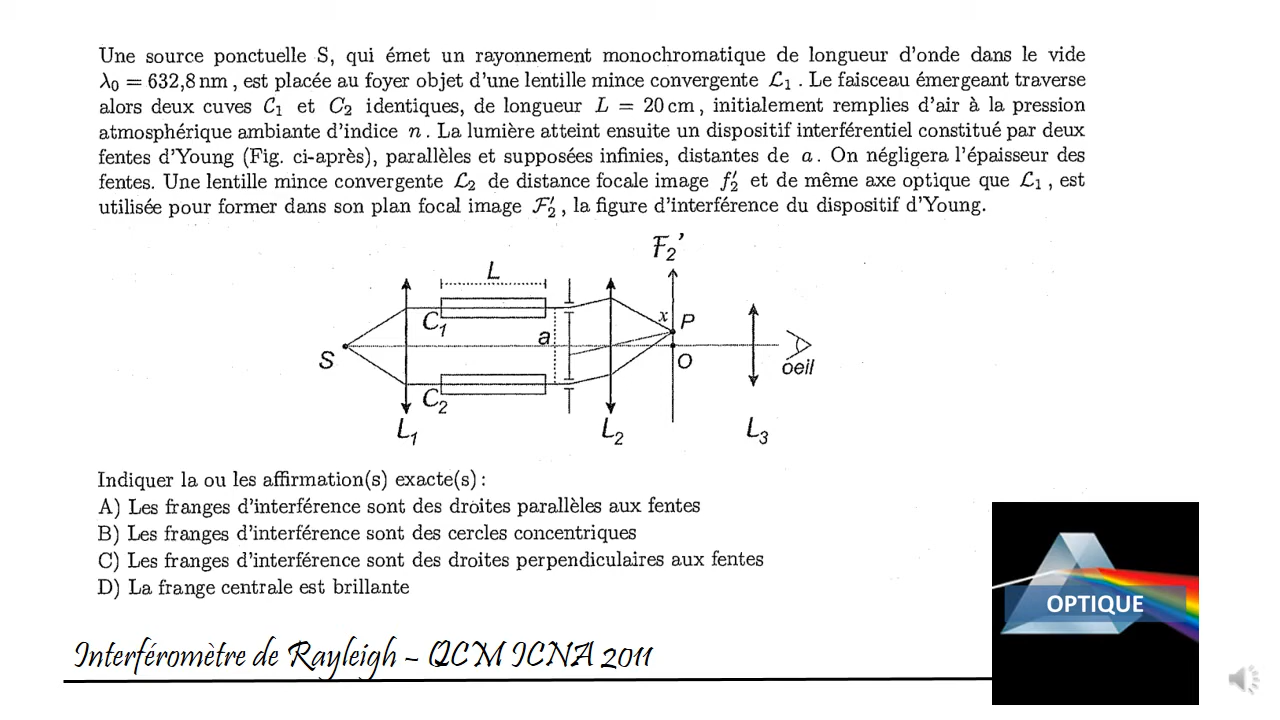 Une source ponctuelle S, qui émet un rayonnement monochromatique de longueur d'onde dans le vide
λ₀ = 632,8 nm , est placée au foyer objet d'une lentille mince convergente ℒ₁ . Le faisceau émergeant traverse
alors deux cuves C₁ et C₂ identiques, de longueur L = 20 cm , initialement remplies d'air à la pression
atmosphérique ambiante d'indice n . La lumière atteint ensuite un dispositif interférentiel constitué par deux
fentes d'Young (Fig. ci-après), parallèles et supposées infinies, distantes de a . On négligera l'épaisseur des
fentes. Une lentille mince convergente ℒ₂ de distance focale image f₂′ et de même axe optique que ℒ₁ , est
utilisée pour former dans son plan focal image ℱ₂′ , la figure d'interférence du dispositif d'Young.
F₂'
L
C₁
x
P
a
S
O
oeil
C₂
L₁
L₂
L₃
Indiquer la ou les affirmation(s) exacte(s) :
A) Les franges d'interférence sont des droites parallèles aux fentes
B) Les franges d'interférence sont des cercles concentriques
C) Les franges d'interférence sont des droites perpendiculaires aux fentes
D) La frange centrale est brillante
OPTIQUE
Interféromètre de Rayleigh – QCM ICNA 2011